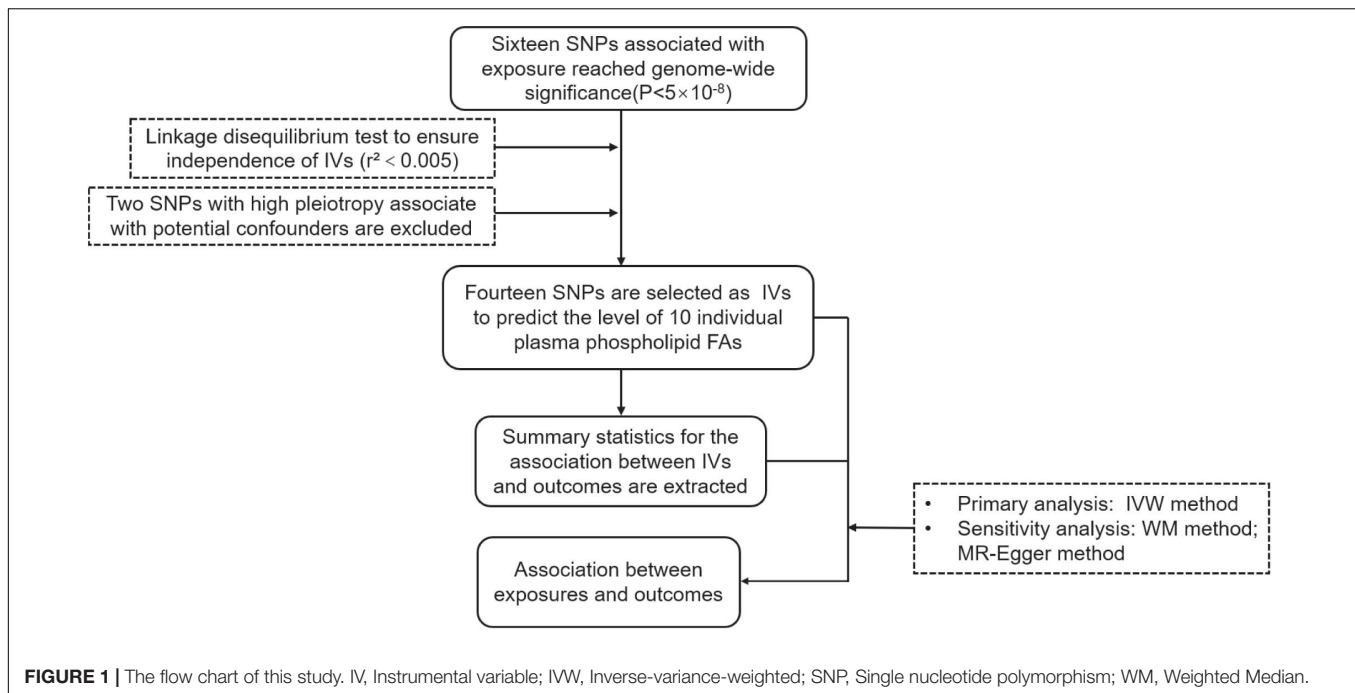 Sixteen SNPs associated with
exposure reached genome-wide
significance(P<5×10⁻⁸)
Linkage disequilibrium test to ensure
independence of IVs (r² < 0.005)
Two SNPs with high pleiotropy associate
with potential confounders are excluded
Fourteen SNPs are selected as IVs
to predict the level of 10 individual
plasma phospholipid FAs
Summary statistics for the
association between IVs
and outcomes are extracted
• Primary analysis: IVW method
• Sensitivity analysis: WM method;
MR-Egger method
Association between
exposures and outcomes
FIGURE 1 | The flow chart of this study. IV, Instrumental variable; IVW, Inverse-variance-weighted; SNP, Single nucleotide polymorphism; WM, Weighted Median.